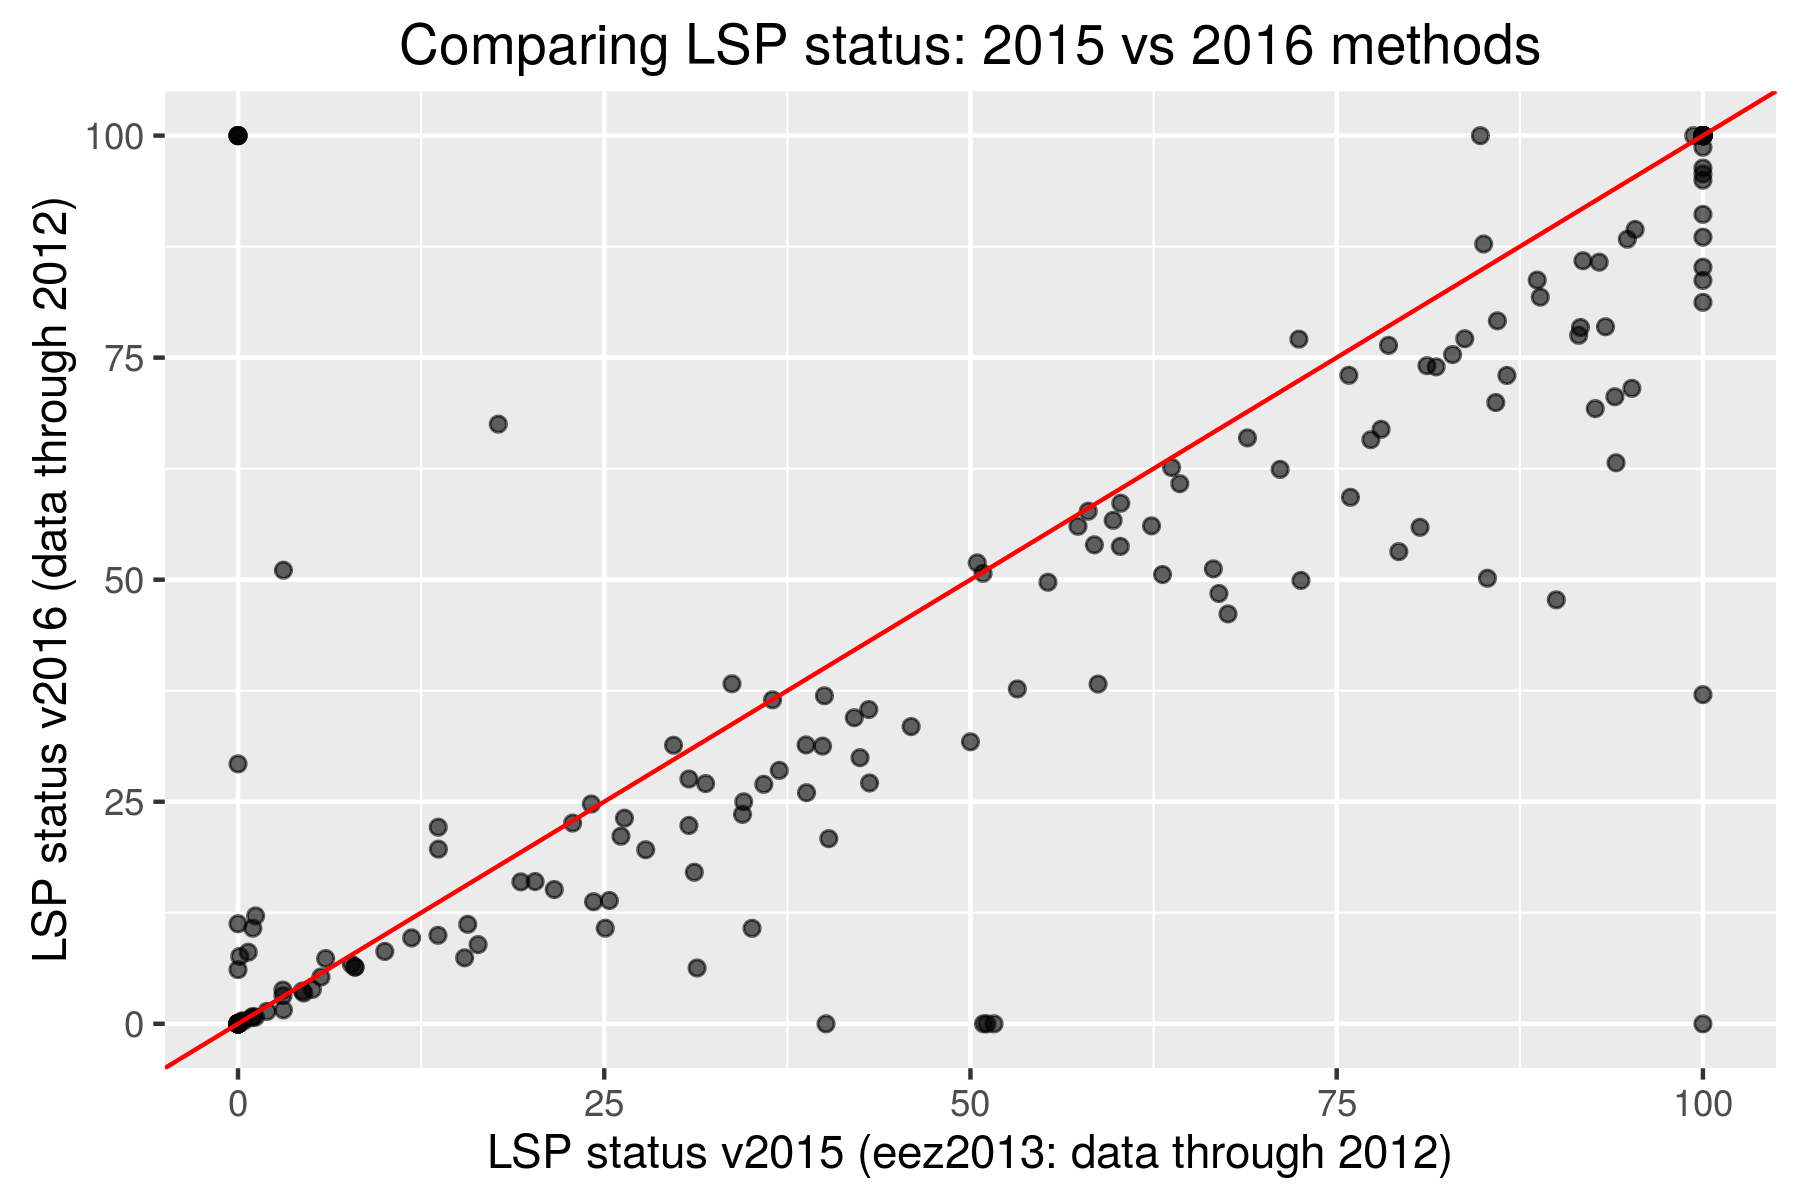 Comparing LSP status: 2015 vs 2016 methods
LSP status v2016 (data through 2012)
100
75
50
25
0
0 25 50 75 100
LSP status v2015 (eez2013: data through 2012)